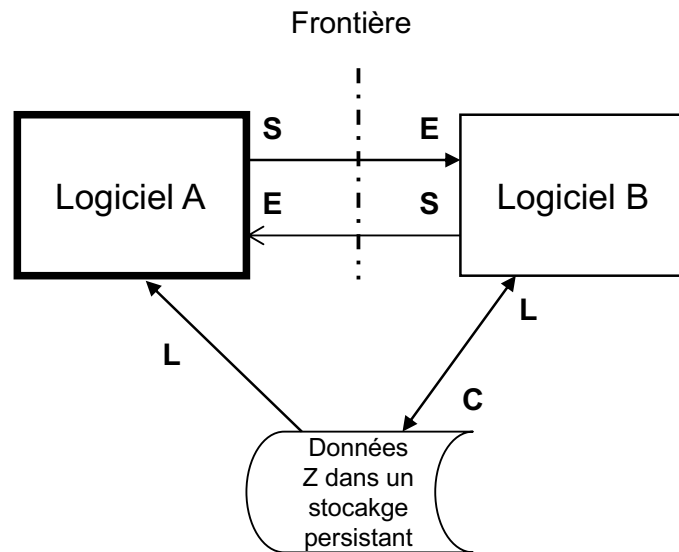 Frontière
S E
Logiciel A
Logiciel B
E S
L
L
C
Données
Z dans un
stocakge
persistant